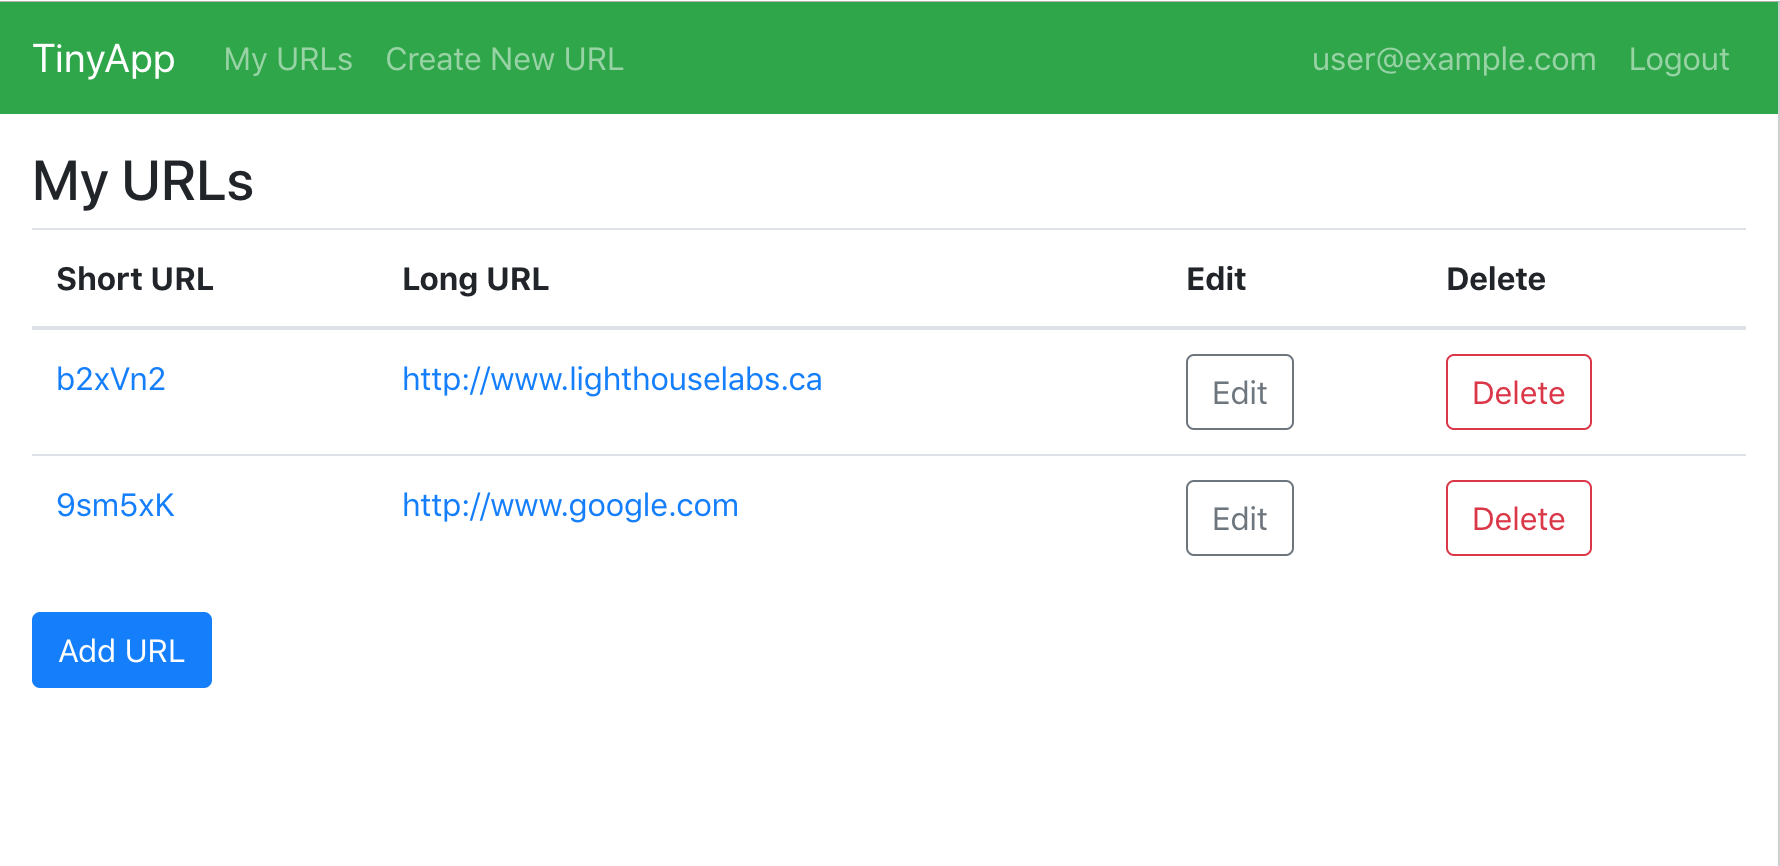 TinyApp My URLs Create New URL user@example.com Logout
My URLs
Short URL Long URL Edit Delete
b2xVn2 http://www.lighthouselabs.ca Edit Delete
9sm5xK http://www.google.com Edit Delete
Add URL